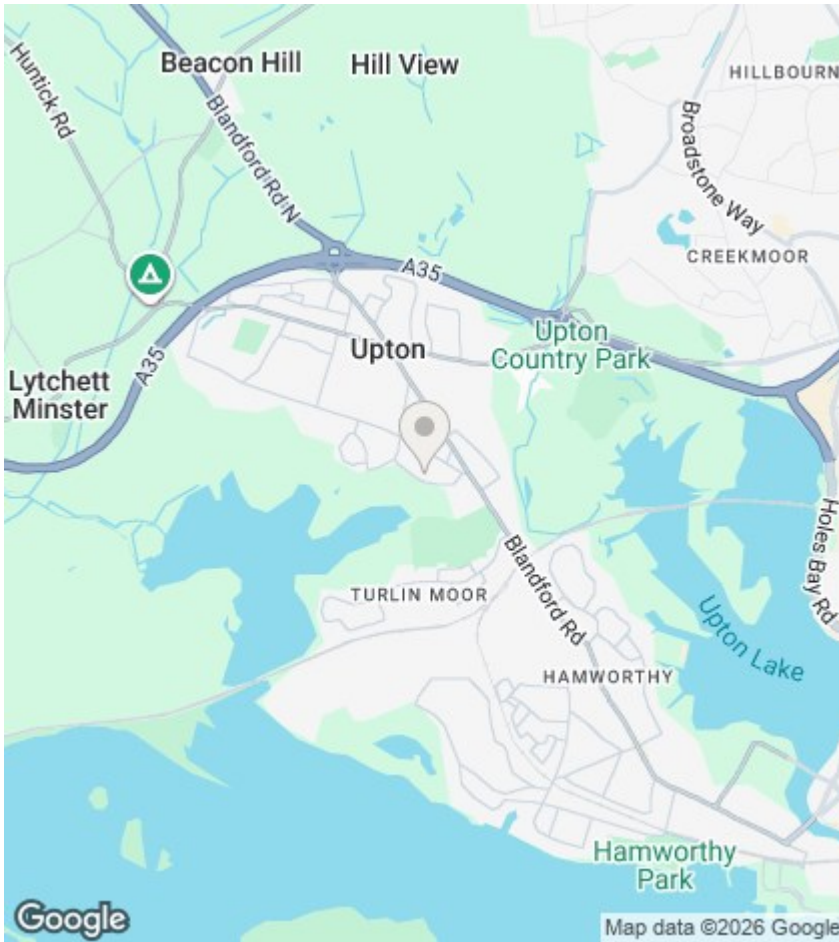 Beacon Hill
Hill View
HILLBOURN
Huntick Rd
Blandford Rd N
Broadstone Way
CREEKMOOR
A35
Upton
Upton
Country Park
Lytchett
Minster
A35
Holes Bay Rd
Blandford Rd
TURLIN MOOR
Upton Lake
HAMWORTHY
Hamworthy
Park
Google
Map data ©2026 Google